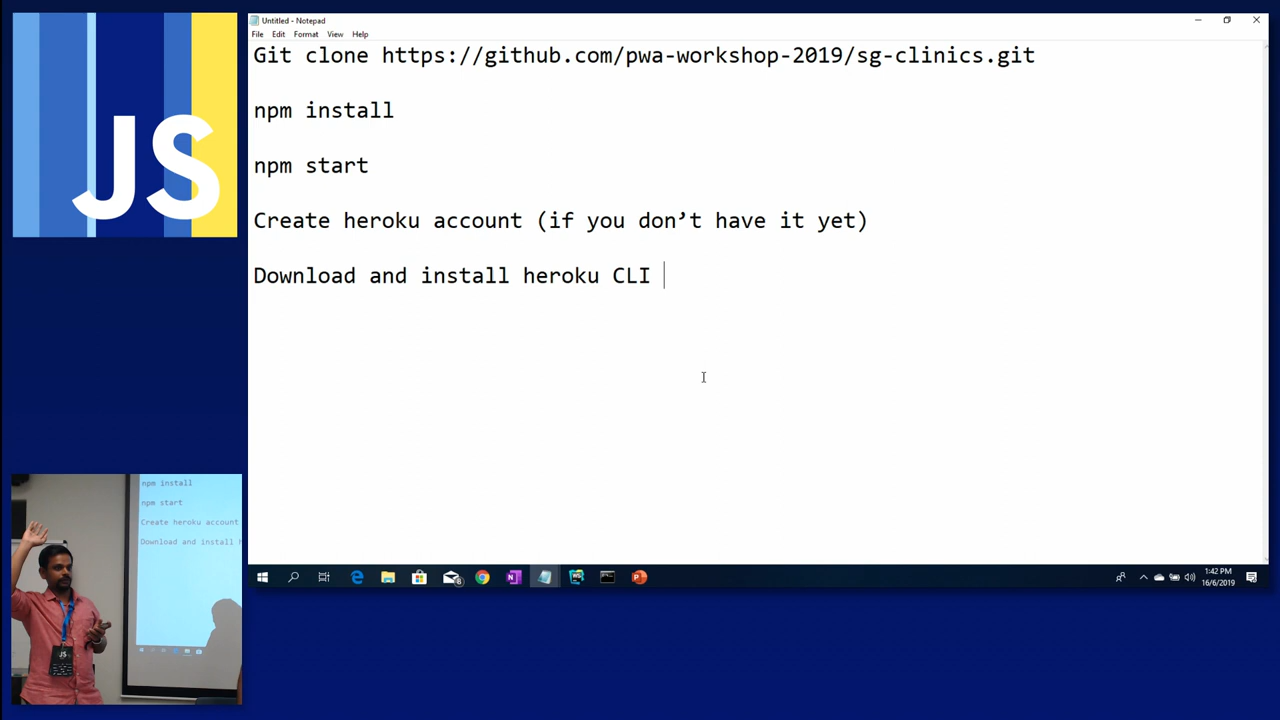 JS
Untitled - Notepad
File Edit Format View Help
Git clone https://github.com/pwa-workshop-2019/sg-clinics.git
npm install
npm start
Create heroku account (if you don’t have it yet)
Download and install heroku CLI
1:42 PM
16/6/2019
npm install
npm start
Create heroku account
Download and install
JS